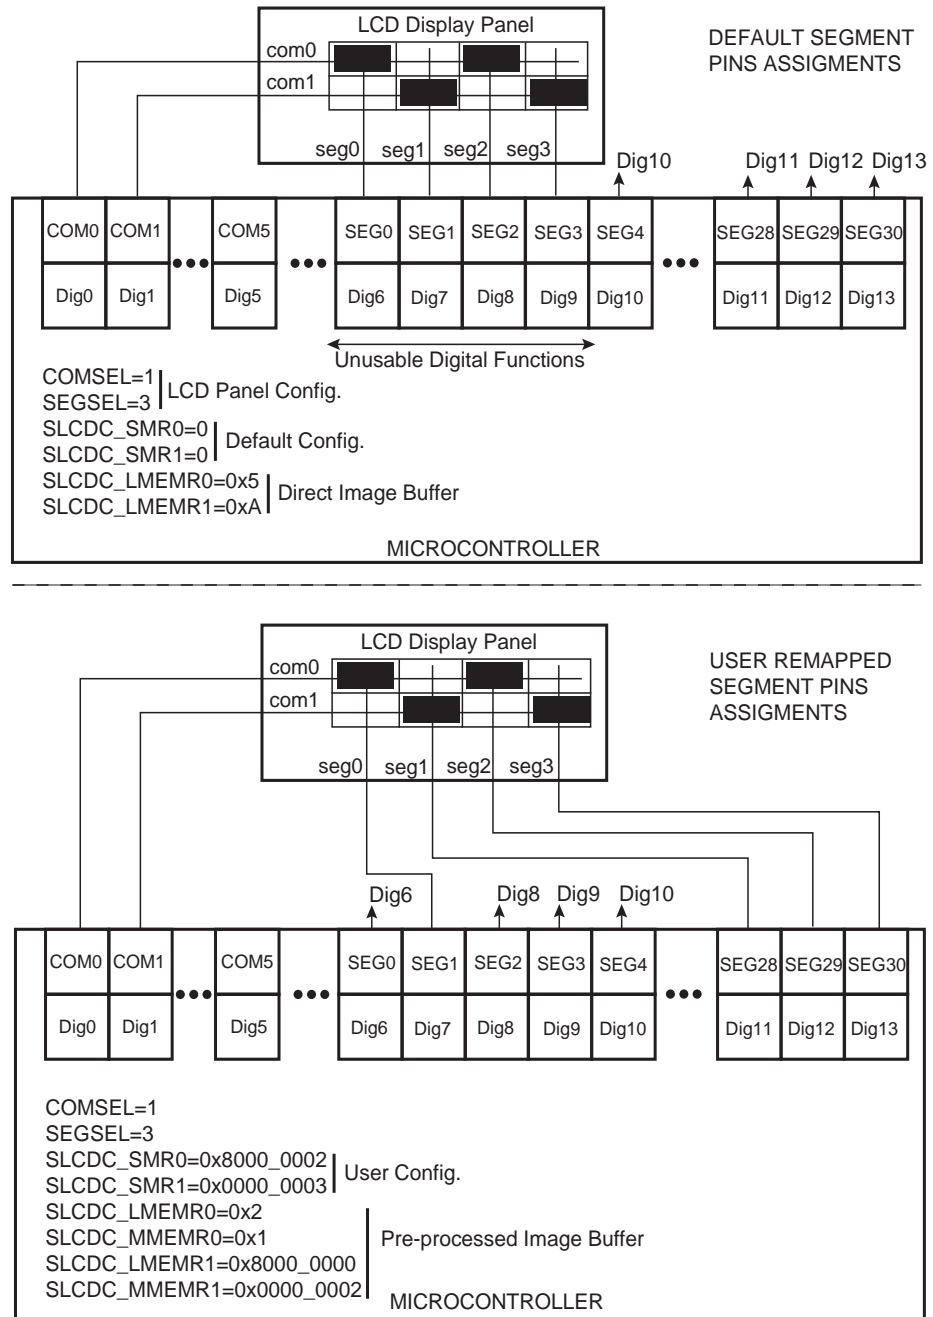 LCD Display Panel
DEFAULT SEGMENT
PINS ASSIGMENTS
com0
com1
seg0 seg1 seg2 seg3
Dig10 Dig11 Dig12 Dig13
COM0 COM1 COM5 SEG0 SEG1 SEG2 SEG3 SEG4 SEG28 SEG29 SEG30
Dig0 Dig1 Dig5 Dig6 Dig7 Dig8 Dig9 Dig10 Dig11 Dig12 Dig13
Unusable Digital Functions
COMSEL=1
SEGSEL=3
LCD Panel Config.
SLCDC_SMR0=0
SLCDC_SMR1=0
Default Config.
SLCDC_LMEMR0=0x5
SLCDC_LMEMR1=0xA
Direct Image Buffer
MICROCONTROLLER
LCD Display Panel
USER REMAPPED
SEGMENT PINS
ASSIGMENTS
com0
com1
seg0 seg1 seg2 seg3
Dig6 Dig8 Dig9 Dig10
COM0 COM1 COM5 SEG0 SEG1 SEG2 SEG3 SEG4 SEG28 SEG29 SEG30
Dig0 Dig1 Dig5 Dig6 Dig7 Dig8 Dig9 Dig10 Dig11 Dig12 Dig13
COMSEL=1
SEGSEL=3
SLCDC_SMR0=0x8000_0002
SLCDC_SMR1=0x0000_0003
User Config.
SLCDC_LMEMR0=0x2
SLCDC_MMEMR0=0x1
SLCDC_LMEMR1=0x8000_0000
SLCDC_MMEMR1=0x0000_0002
Pre-processed Image Buffer
MICROCONTROLLER